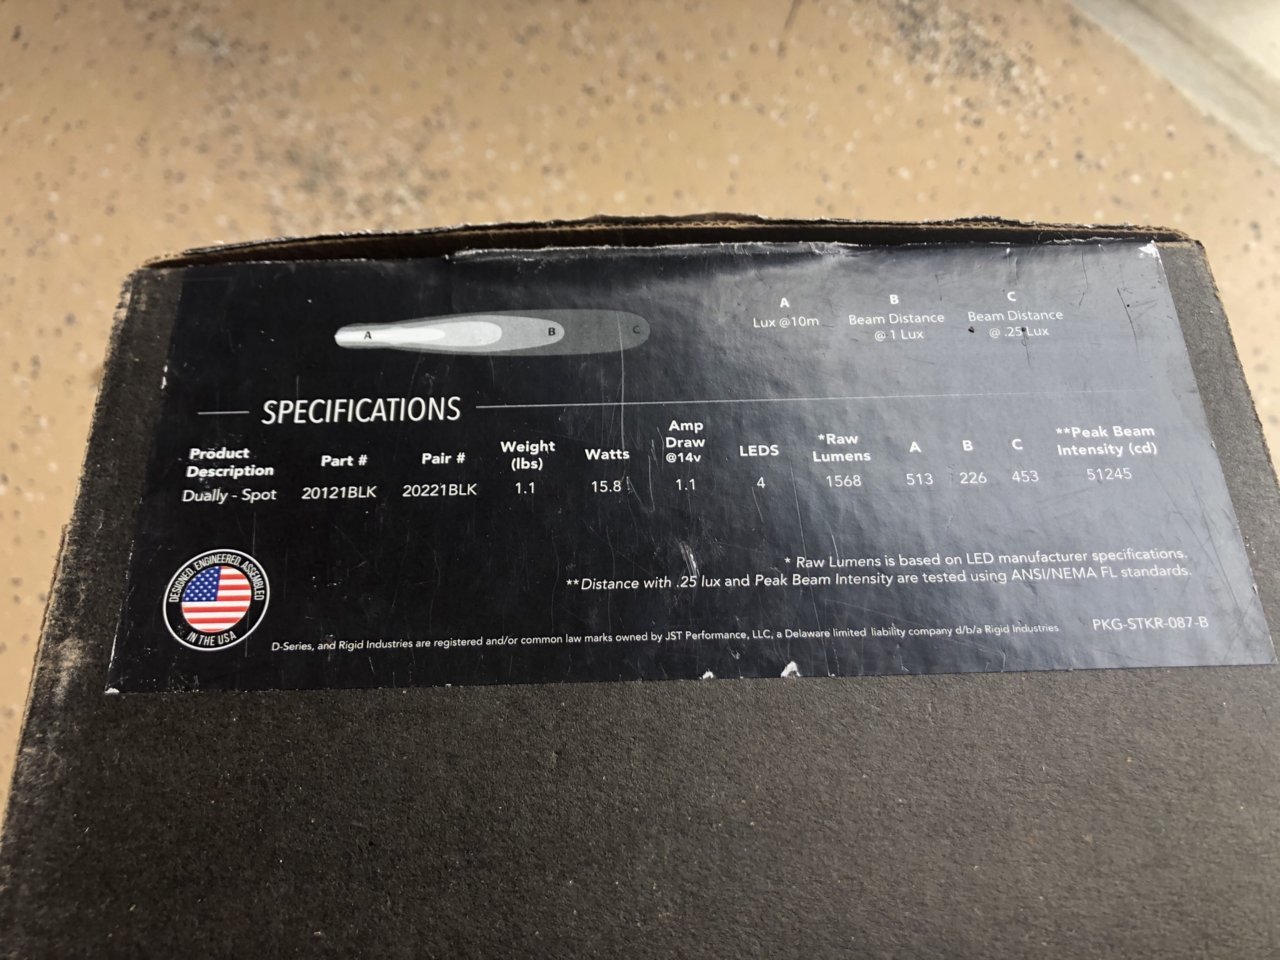 A B C
Lux @10m Beam Distance Beam Distance
@ 1 Lux @ .25 Lux
A B C
SPECIFICATIONS
Product Description Part # Pair # Weight (lbs) Watts Amp Draw @14v LEDS *Raw Lumens A B C **Peak Beam Intensity (cd)
Dually - Spot 20121BLK 20221BLK 1.1 15.8 1.1 4 1568 513 226 453 51245
* Raw Lumens is based on LED manufacturer specifications.
**Distance with .25 lux and Peak Beam Intensity are tested using ANSI/NEMA FL standards.
DESIGNED, ENGINEERED, ASSEMBLED
IN THE USA
D-Series, and Rigid Industries are registered and/or common law marks owned by JST Performance, LLC, a Delaware limited liability company d/b/a Rigid Industries
PKG-STKR-087-B